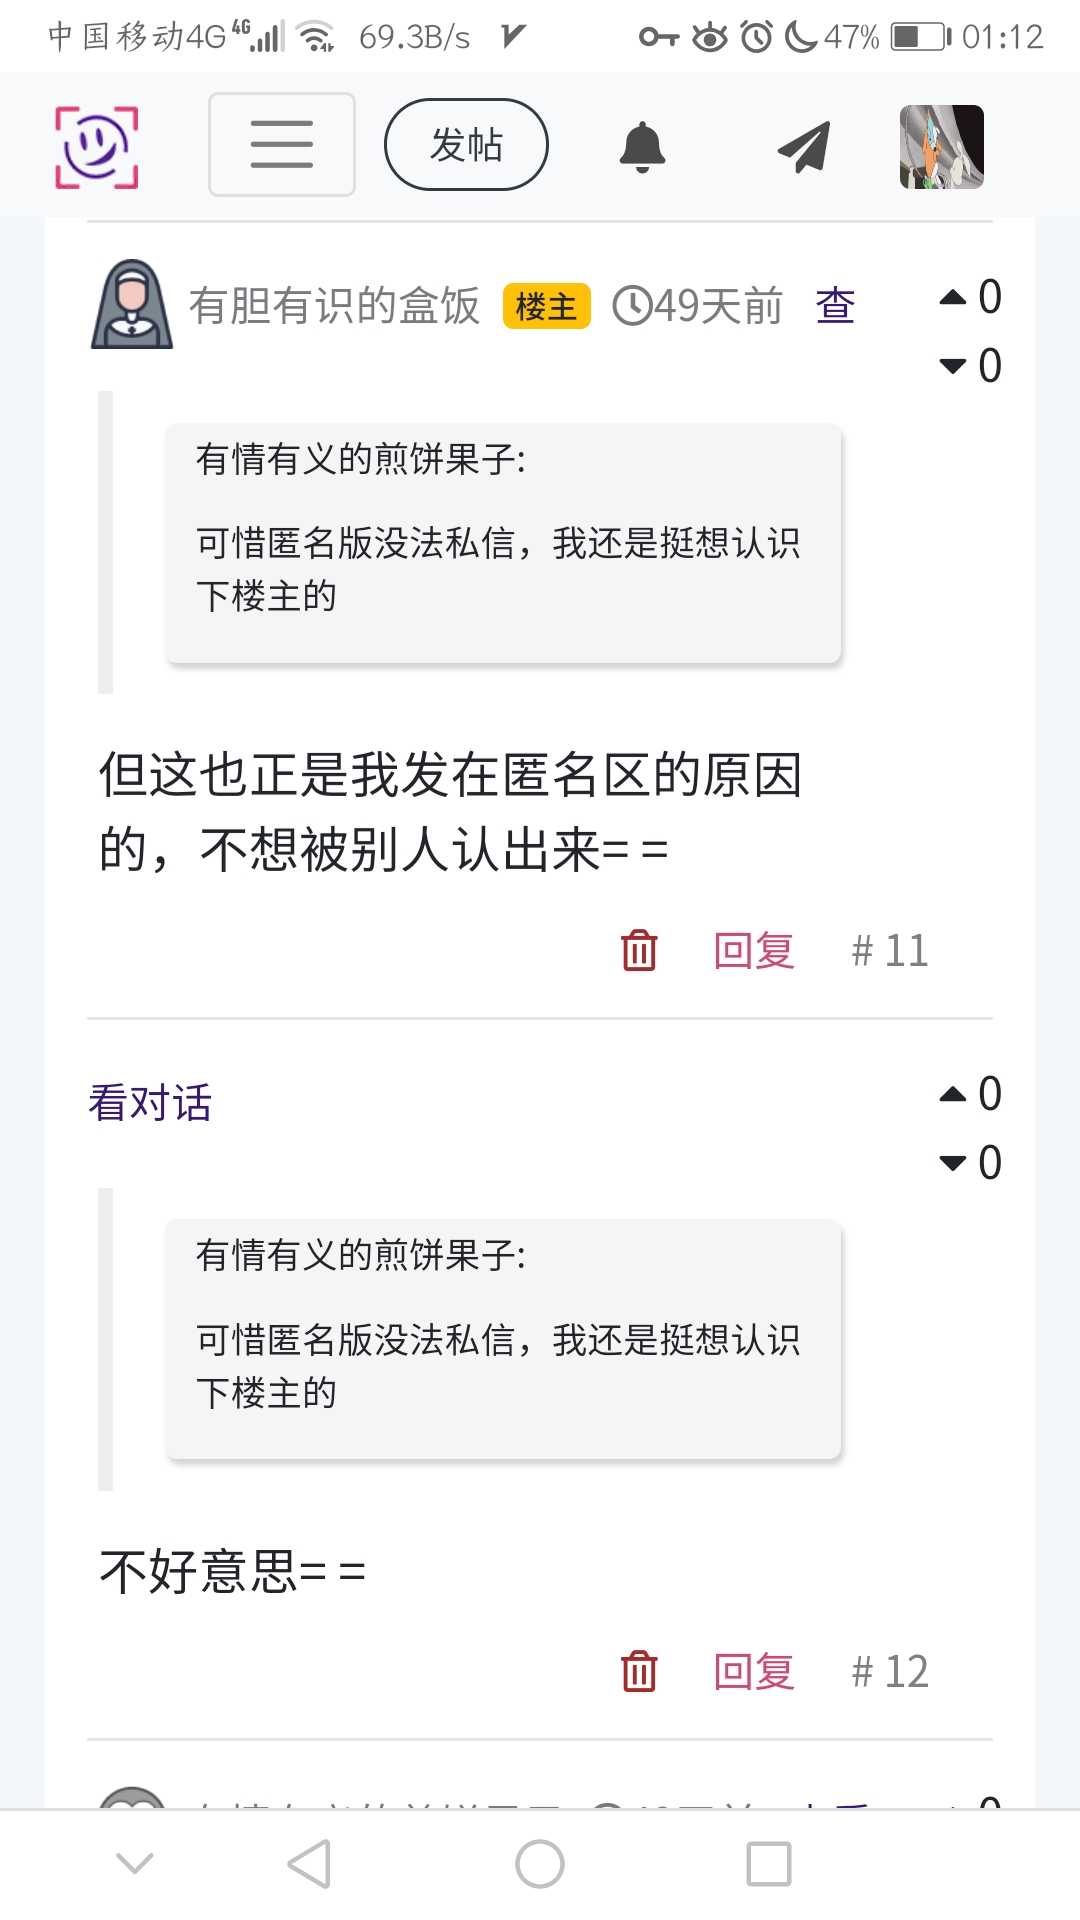 中国移动4G 4G 69.3B/s 47% 01:12
发帖
有胆有识的盒饭 楼主 49天前 查 0
0
有情有义的煎饼果子:
可惜匿名版没法私信，我还是挺想认识
下楼主的
但这也正是我发在匿名区的原因
的，不想被别人认出来= =
回复 # 11
看对话 0
0
有情有义的煎饼果子:
可惜匿名版没法私信，我还是挺想认识
下楼主的
不好意思= =
回复 # 12